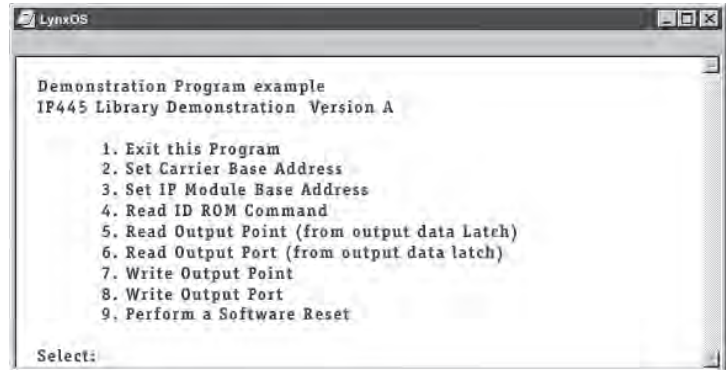 LynxOS
Demonstration Program example
IP445 Library Demonstration Version A
1. Exit this Program
2. Set Carrier Base Address
3. Set IP Module Base Address
4. Read ID ROM Command
5. Read Output Point (from output data Latch)
6. Read Output Port (from output data latch)
7. Write Output Point
8. Write Output Port
9. Perform a Software Reset
Select: